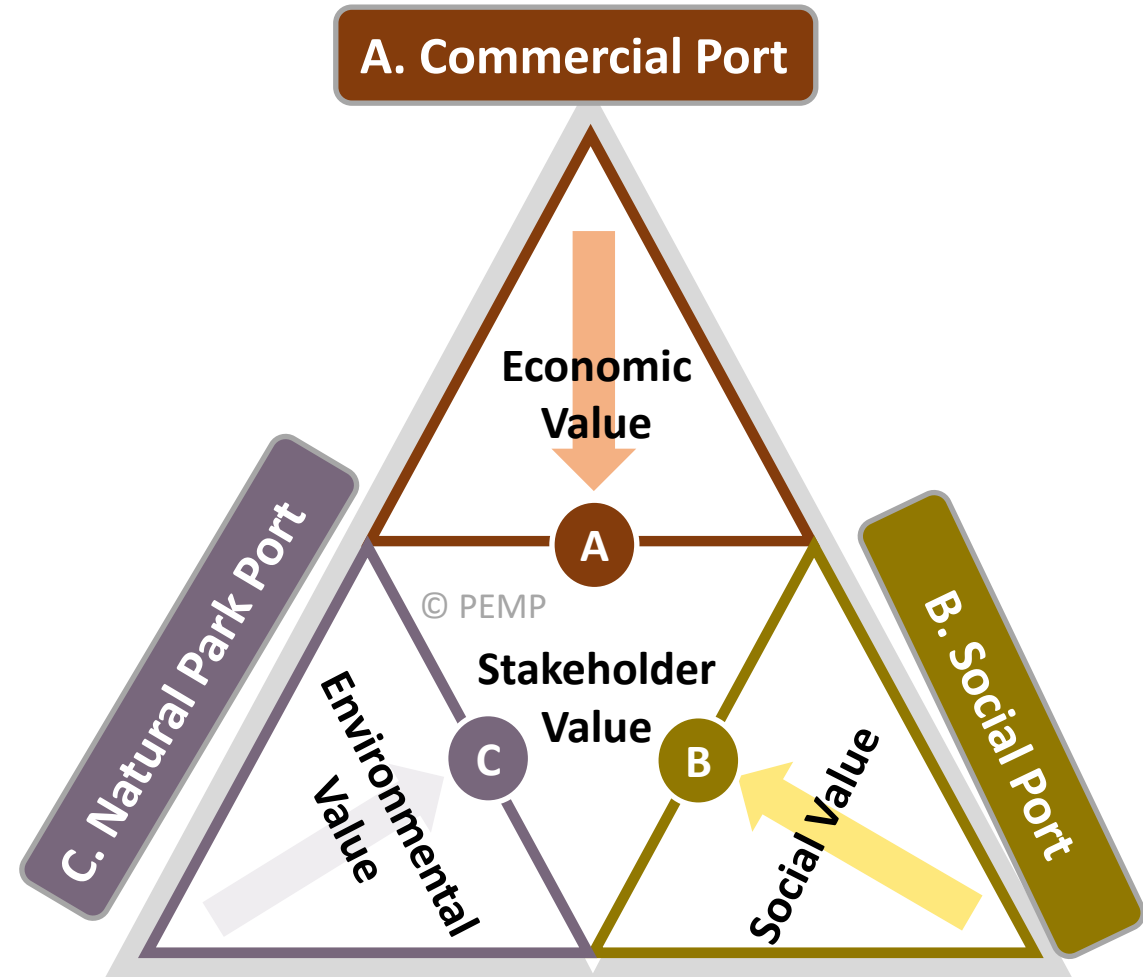 A. Commercial Port
Economic
Value
A
© PEMP
Stakeholder
Value
C. Natural Park Port
Environmental
Value
C
B
Social Value
B. Social Port